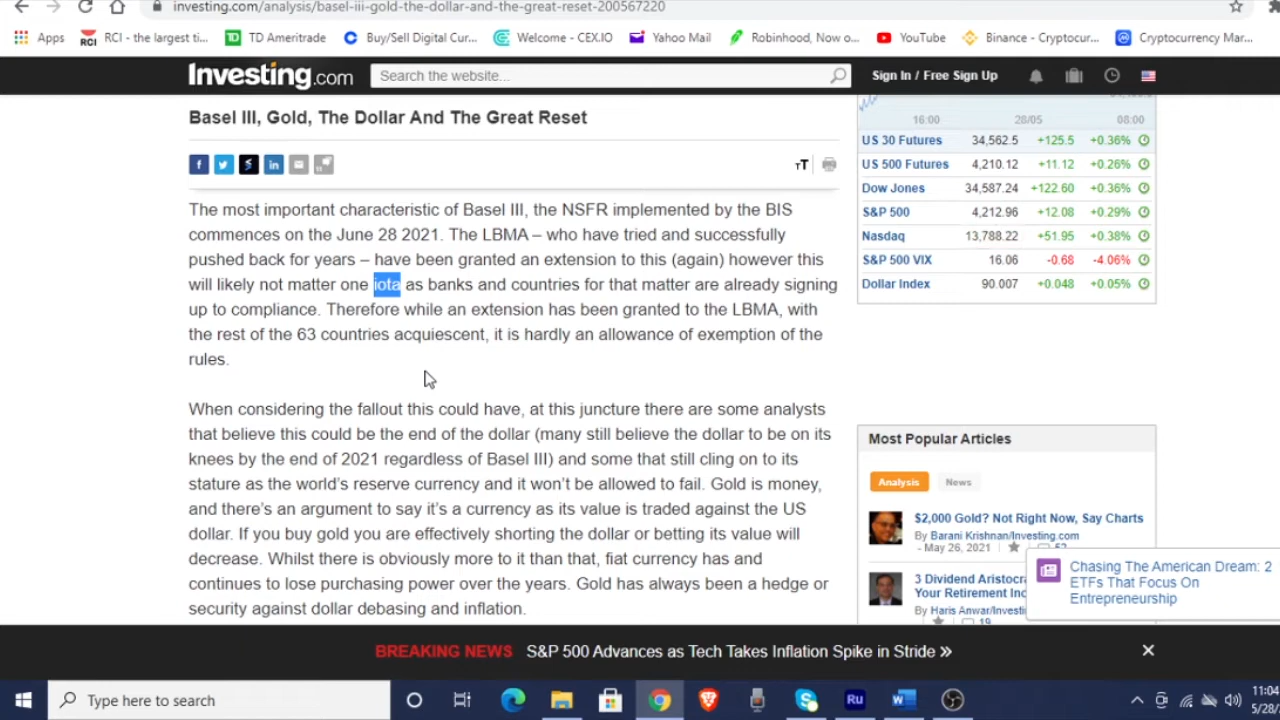 investing.com/analysis/basel-iii-gold-the-dollar-and-the-great-reset-200567220
Apps
RCI
RCI - the largest ti...
TD Ameritrade
Buy/Sell Digital Cur...
Welcome - CEX.IO
Yahoo Mail
Robinhood, Now o...
YouTube
Binance - Cryptocur...
Cryptocurrency Mar...
Investing.com
Search the website...
Sign In / Free Sign Up
Basel III, Gold, The Dollar And The Great Reset
The most important characteristic of Basel III, the NSFR implemented by the BIS
commences on the June 28 2021. The LBMA – who have tried and successfully
pushed back for years – have been granted an extension to this (again) however this
will likely not matter one iota as banks and countries for that matter are already signing
up to compliance. Therefore while an extension has been granted to the LBMA, with
the rest of the 63 countries acquiescent, it is hardly an allowance of exemption of the
rules.
When considering the fallout this could have, at this juncture there are some analysts
that believe this could be the end of the dollar (many still believe the dollar to be on its
knees by the end of 2021 regardless of Basel III) and some that still cling on to its
stature as the world's reserve currency and it won't be allowed to fail. Gold is money,
and there's an argument to say it's a currency as its value is traded against the US
dollar. If you buy gold you are effectively shorting the dollar or betting its value will
decrease. Whilst there is obviously more to it than that, fiat currency has and
continues to lose purchasing power over the years. Gold has always been a hedge or
security against dollar debasing and inflation.
16:00 28/05 08:00
US 30 Futures 34,562.5 +125.5 +0.36%
US 500 Futures 4,210.12 +11.12 +0.26%
Dow Jones 34,587.24 +122.60 +0.36%
S&P 500 4,212.96 +12.08 +0.29%
Nasdaq 13,788.22 +51.95 +0.38%
S&P 500 VIX 16.06 -0.68 -4.06%
Dollar Index 90.007 +0.048 +0.05%
Most Popular Articles
Analysis News
$2,000 Gold? Not Right Now, Say Charts
By Barani Krishnan/Investing.com
- May 26, 2021
3 Dividend Aristocra
Your Retirement Inc
By Haris Anwar/Investi
19
Chasing The American Dream: 2
ETFs That Focus On
Entrepreneurship
BREAKING NEWS S&P 500 Advances as Tech Takes Inflation Spike in Stride »
Type here to search
Ru
11:04
5/28/